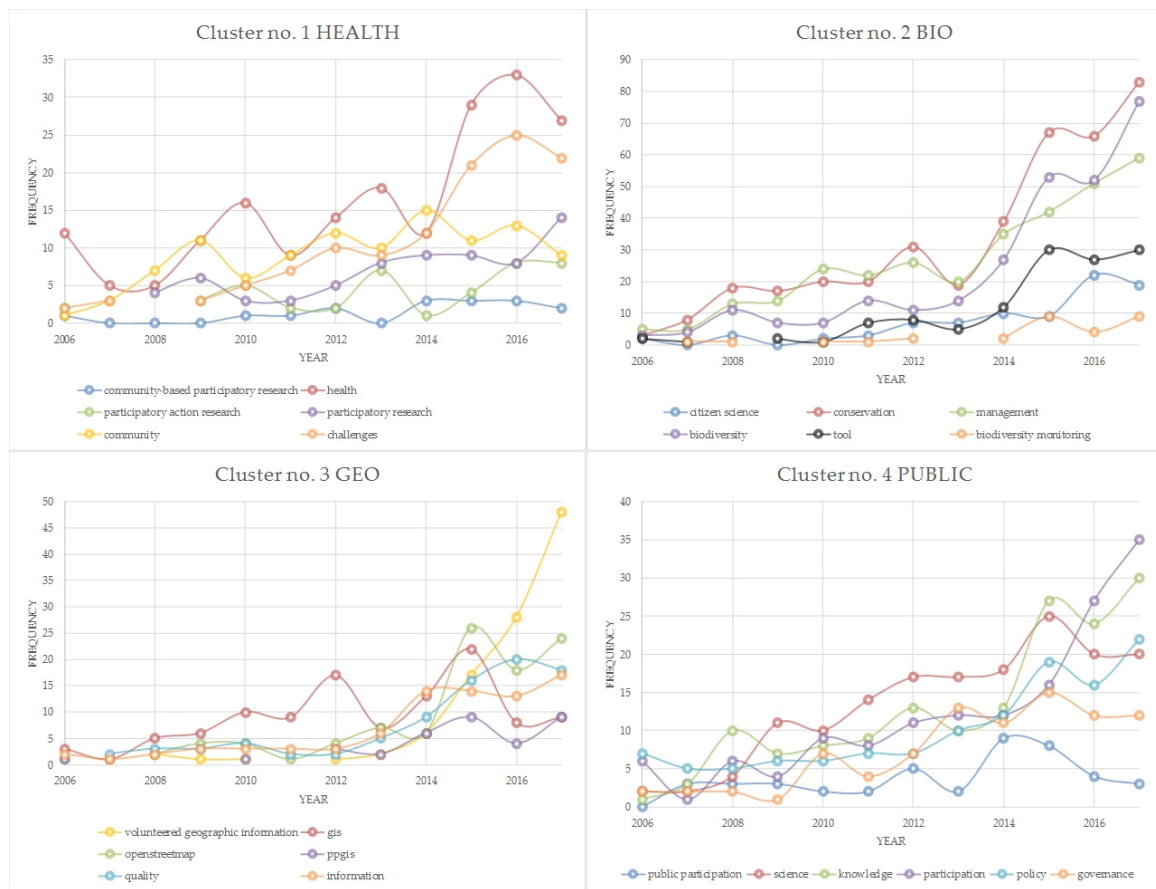 Cluster no. 1 HEALTH
35
30
25
20
15
10
5
0
FREQUENCY
2006 2008 2010 2012 2014 2016
YEAR
community-based participatory research health
participatory action research participatory research
community challenges
Cluster no. 2 BIO
90
80
70
60
50
40
30
20
10
0
FREQUENCY
2006 2008 2010 2012 2014 2016
YEAR
citizen science conservation management
biodiversity tool biodiversity monitoring
Cluster no. 3 GEO
50
45
40
35
30
25
20
15
10
5
0
FREQUENCY
2006 2008 2010 2012 2014 2016
YEAR
volunteered geographic information gis
openstreetmap ppgis
quality information
Cluster no. 4 PUBLIC
40
35
30
25
20
15
10
5
0
FREQUENCY
2006 2008 2010 2012 2014 2016
YEAR
public participation science knowledge participation policy governance